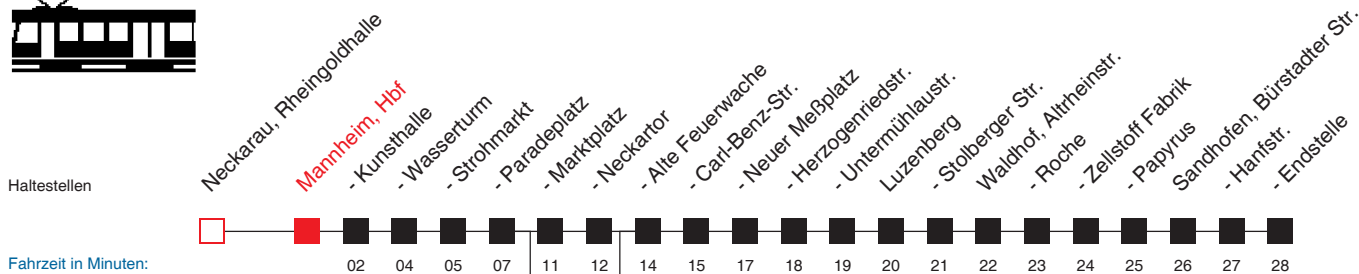 Neckarau, Rheingoldhalle
Mannheim, Hbf
- Kunsthalle
- Wasserturm
- Strohmarkt
- Paradeplatz
- Marktplatz
- Neckartor
- Alte Feuerwache
- Carl-Benz-Str.
- Neuer Meßplatz
- Herzogenriedstr.
- Untermühlaustr.
Luzenberg
- Stolberger Str.
Waldhof, Altrheinstr.
- Roche
- Zellstoff Fabrik
- Papyrus
Sandhofen, Bürstadter Str.
- Hanfstr.
- Endstelle
Haltestellen
Fahrzeit in Minuten: 02 04 05 07 11 12 14 15 17 18 19 20 21 22 23 24 25 26 27 28